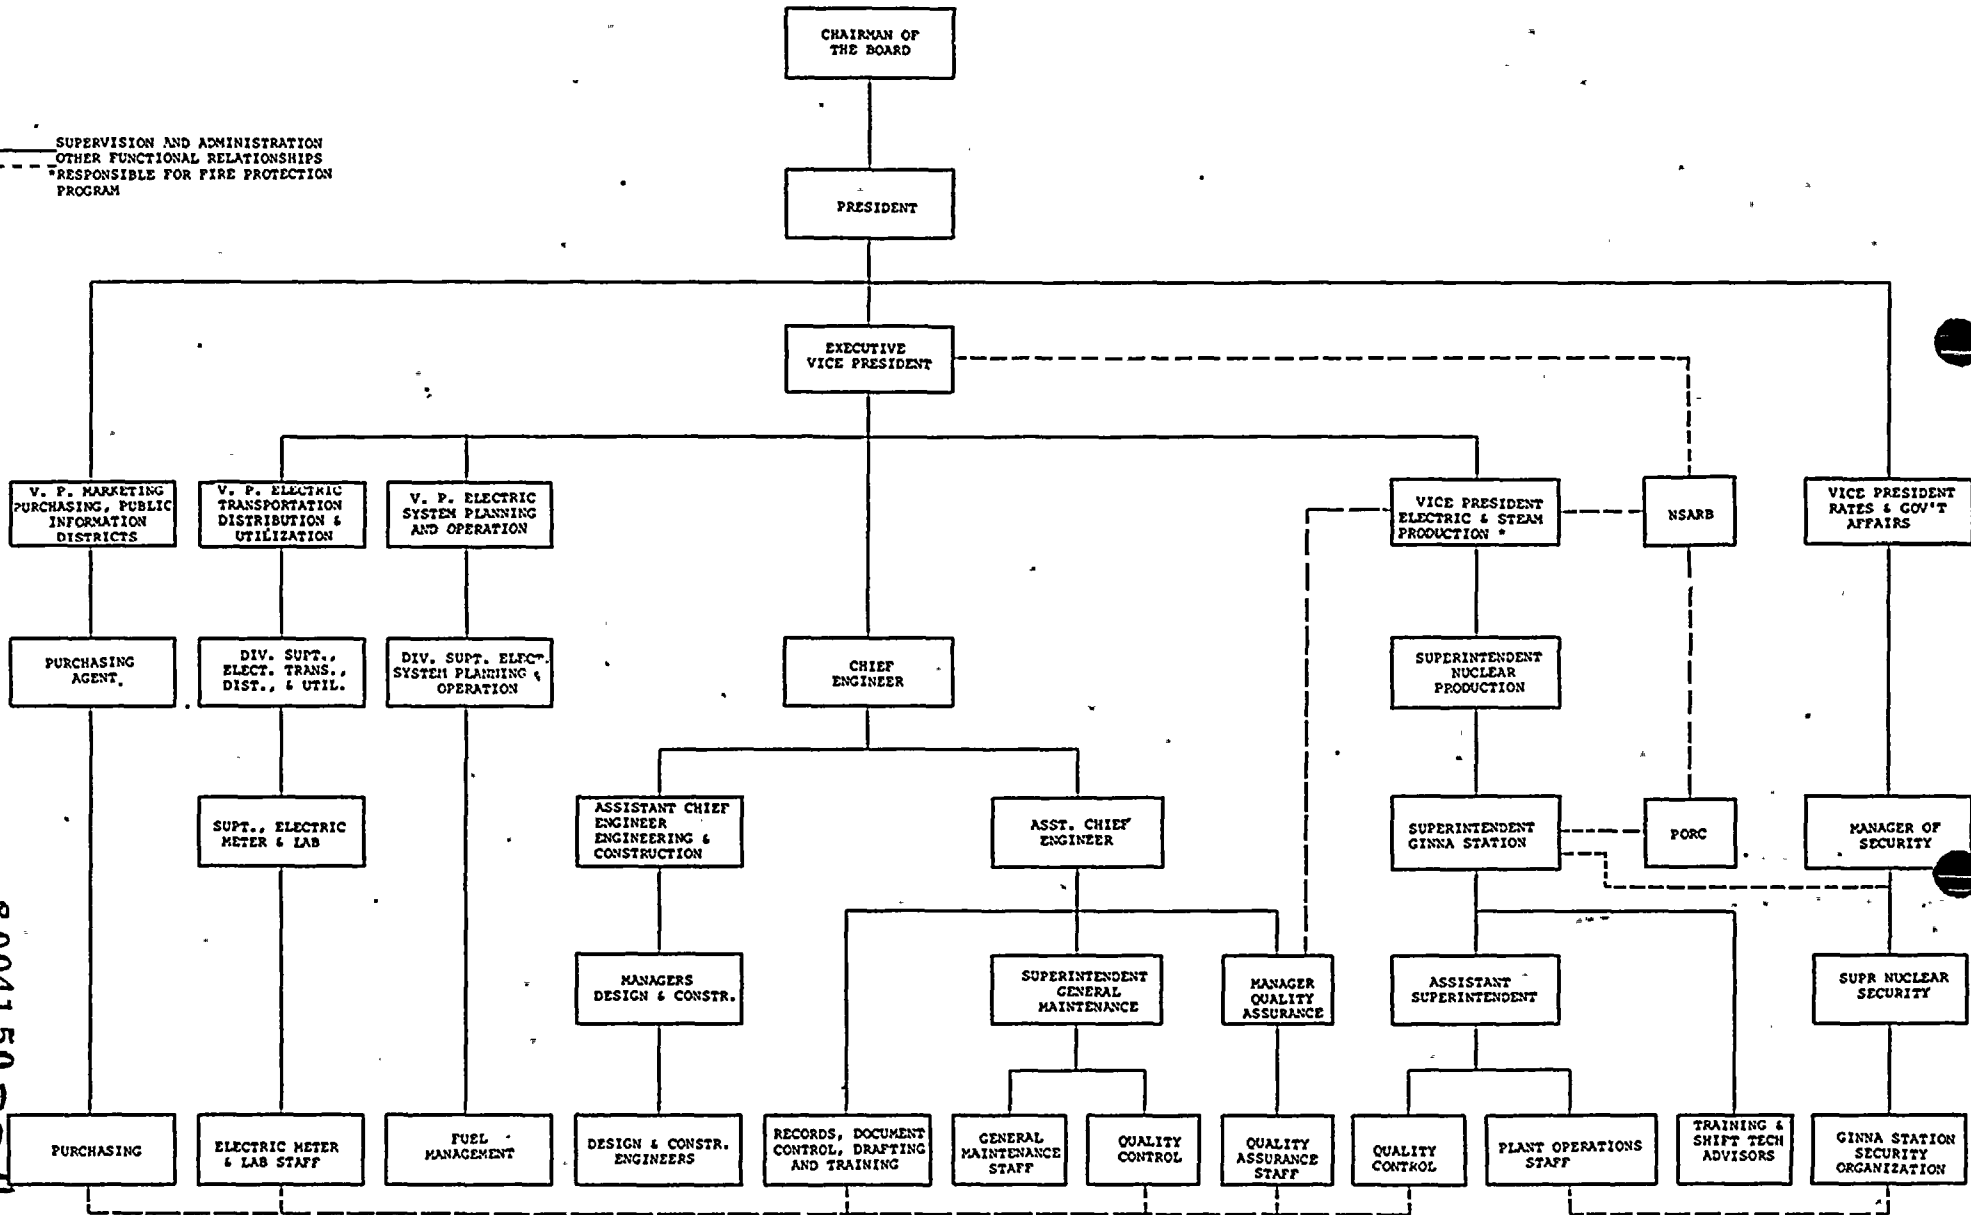 CHAIRMAN OF
THE BOARD
SUPERVISION AND ADMINISTRATION
OTHER FUNCTIONAL RELATIONSHIPS
*RESPONSIBLE FOR FIRE PROTECTION
PROGRAM
PRESIDENT
EXECUTIVE
VICE PRESIDENT
V. P. MARKETING
PURCHASING, PUBLIC
INFORMATION
DISTRICTS
V. P. ELECTRIC
TRANSPORTATION
DISTRIBUTION &
UTILIZATION
V. P. ELECTRIC
SYSTEM PLANNING
AND OPERATION
VICE PRESIDENT
ELECTRIC & STEAM
PRODUCTION *
NSARB
VICE PRESIDENT
RATES & GOV'T
AFFAIRS
PURCHASING
AGENT
DIV. SUPT.,
ELECT. TRANS.,
DIST., & UTIL.
DIV. SUPT. ELECT.
SYSTEM PLANNING &
OPERATION
CHIEF
ENGINEER
SUPERINTENDENT
NUCLEAR
PRODUCTION
SUPT., ELECTRIC
METER & LAB
ASSISTANT CHIEF
ENGINEER
ENGINEERING &
CONSTRUCTION
ASST. CHIEF
ENGINEER
SUPERINTENDENT
GINNA STATION
PORC
MANAGER OF
SECURITY
MANAGERS
DESIGN & CONSTR.
SUPERINTENDENT
GENERAL
MAINTENANCE
MANAGER
QUALITY
ASSURANCE
ASSISTANT
SUPERINTENDENT
SUPR NUCLEAR
SECURITY
PURCHASING
ELECTRIC METER
& LAB STAFF
FUEL
MANAGEMENT
DESIGN & CONSTR.
ENGINEERS
RECORDS, DOCUMENT
CONTROL, DRAFTING
AND TRAINING
GENERAL
MAINTENANCE
STAFF
QUALITY
CONTROL
QUALITY
ASSURANCE
STAFF
QUALITY
CONTROL
PLANT OPERATIONS
STAFF
TRAINING &
SHIFT TECH
ADVISORS
GINNA STATION
SECURITY
ORGANIZATION